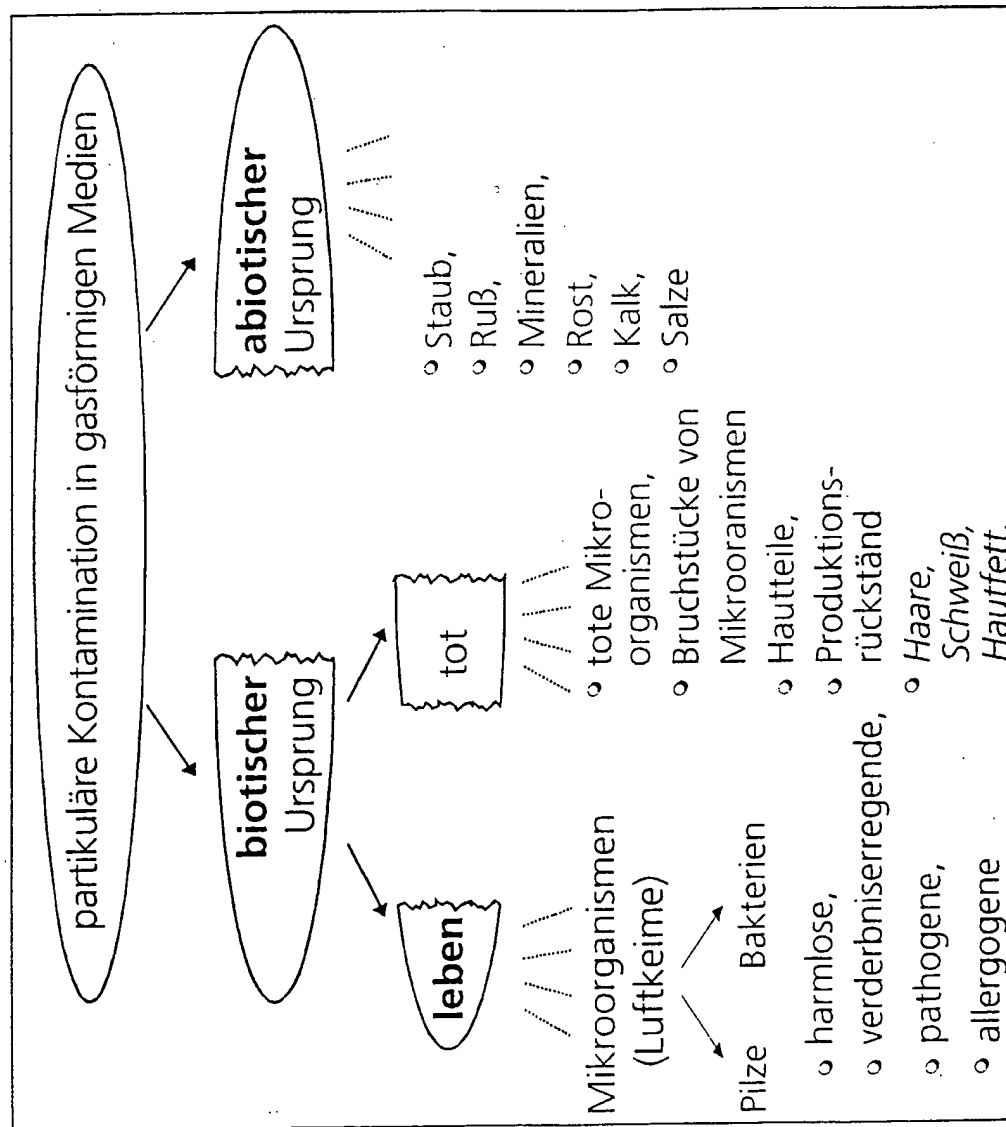 partikuläre Kontamination in gasförmigen Medien
biotischer
Ursprung
abiotischer
Ursprung
leben
tot
Mikroorganismen
(Luftkeime)
Pilze
Bakterien
harmlose,
verderbniserregende,
pathogene,
allergogene
tote Mikro-
organismen,
Bruchstücke von
Mikrooranismen
Hautteile,
Produktions-
rückständ
Haare,
Schweiß,
Hautfett.
Staub,
Ruß,
Mineralien,
Rost,
Kalk,
Salze